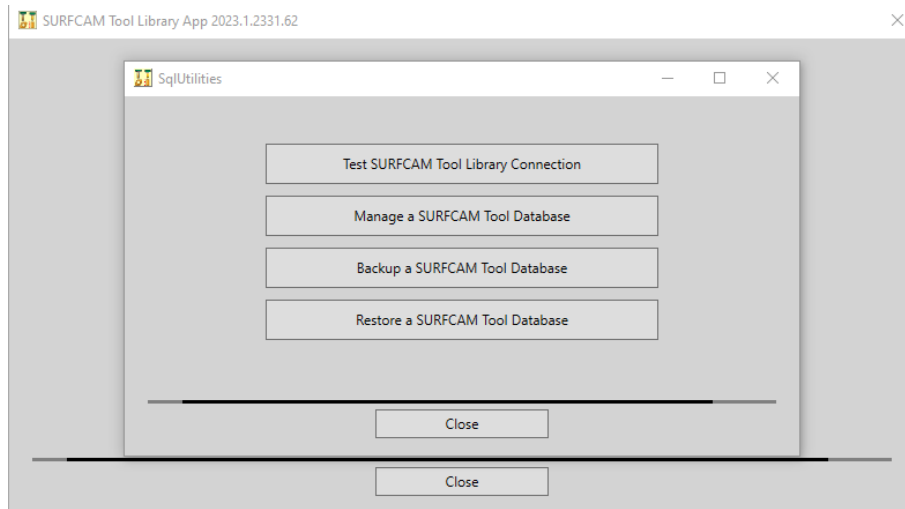 SURFCAM Tool Library App 2023.1.2331.62
SqlUtilities
Test SURFCAM Tool Library Connection
Manage a SURFCAM Tool Database
Backup a SURFCAM Tool Database
Restore a SURFCAM Tool Database
Close
Close